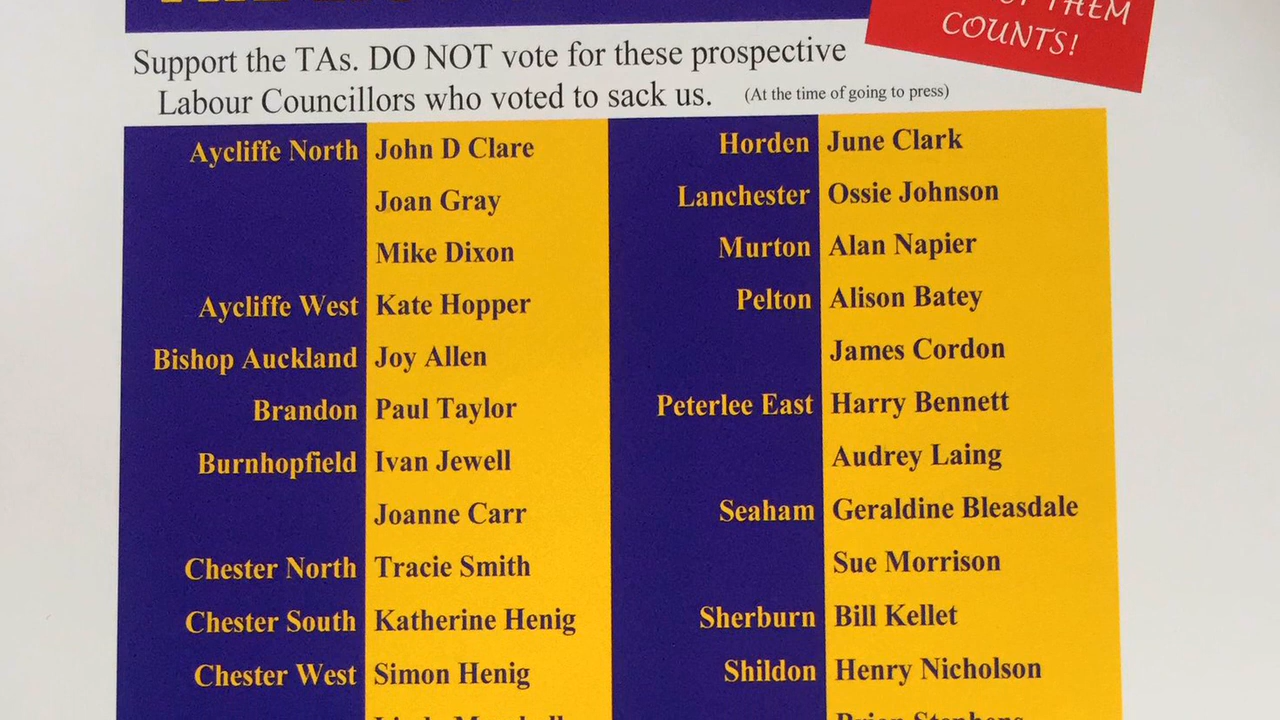 THEM
COUNTS!
Support the TAs. DO NOT vote for these prospective
Labour Councillors who voted to sack us. (At the time of going to press)
Aycliffe North John D Clare
Joan Gray
Mike Dixon
Aycliffe West Kate Hopper
Bishop Auckland Joy Allen
Brandon Paul Taylor
Burnhopfield Ivan Jewell
Joanne Carr
Chester North Tracie Smith
Chester South Katherine Henig
Chester West Simon Henig
Horden June Clark
Lanchester Ossie Johnson
Murton Alan Napier
Pelton Alison Batey
James Cordon
Peterlee East Harry Bennett
Audrey Laing
Seaham Geraldine Bleasdale
Sue Morrison
Sherburn Bill Kellet
Shildon Henry Nicholson
Brian Stephens